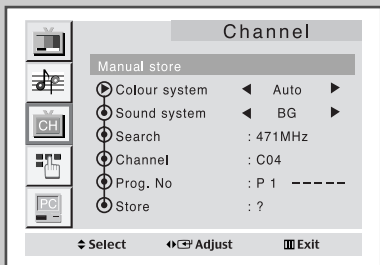 Channel
Manual store
Colour system ◀ Auto ▶
Sound system ◀ BG ▶
Search : 471MHz
CH
Channel : C04
Prog. No : P 1 -----
PC
Store : ?
Select Adjust Exit